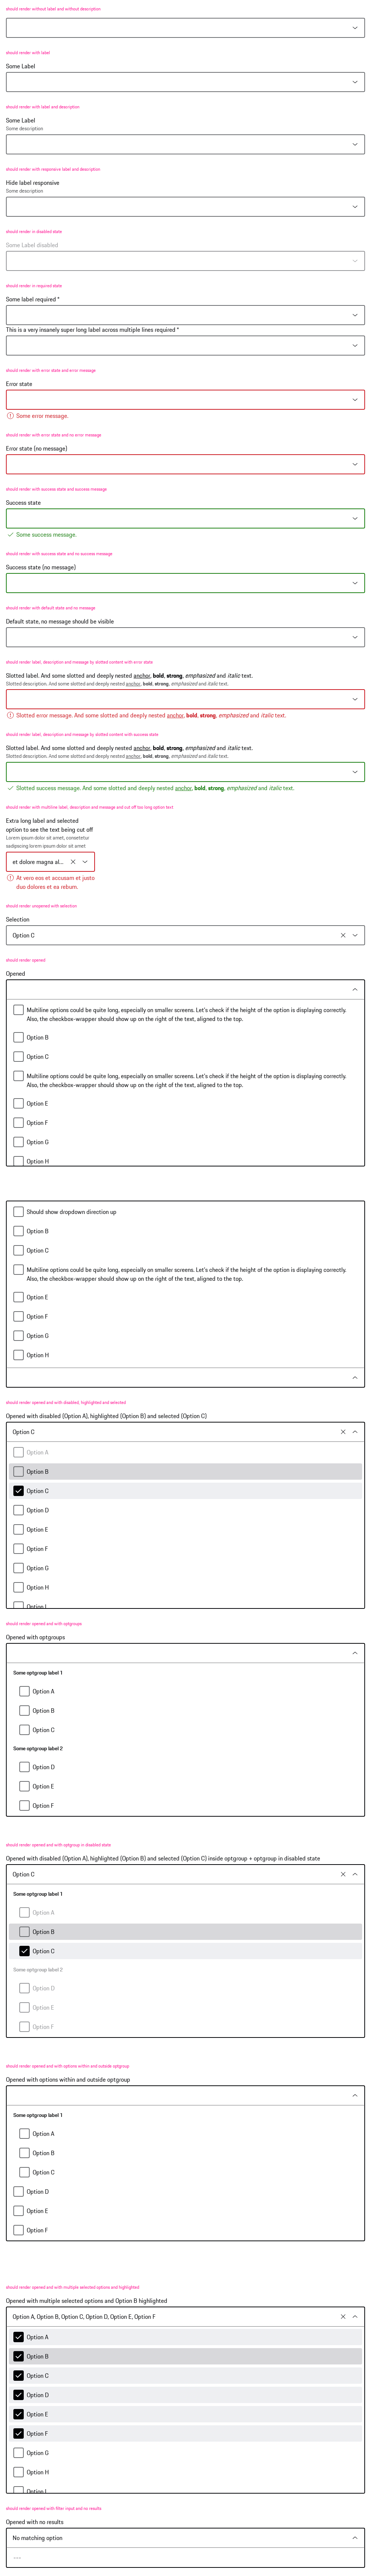 should render without label and without description
should render with label
Some Label
should render with label and description
Some Label
Some description
should render with responsive label and description
Hide label responsive
Some description
should render in disabled state
Some Label disabled
should render in required state
Some label required *
This is a very insanely super long label across multiple lines required *
should render with error state and error message
Error state
Some error message.
should render with error state and no error message
Error state (no message)
should render with success state and success message
Success state
Some success message.
should render with success state and no success message
Success state (no message)
should render with default state and no message
Default state, no message should be visible
should render label, description and message by slotted content with error state
Slotted label. And some slotted and deeply nested anchor, bold, strong, emphasized and italic text.
Slotted description. And some slotted and deeply nested anchor, bold, strong, emphasized and italic text.
Slotted error message. And some slotted and deeply nested anchor, bold, strong, emphasized and italic text.
should render label, description and message by slotted content with success state
Slotted label. And some slotted and deeply nested anchor, bold, strong, emphasized and italic text.
Slotted description. And some slotted and deeply nested anchor, bold, strong, emphasized and italic text.
Slotted success message. And some slotted and deeply nested anchor, bold, strong, emphasized and italic text.
should render with multiline label, description and message and cut off too long option text
Extra long label and selected
option to see the text being cut off
Lorem ipsum dolor sit amet, consetetur
sadipscing lorem ipsum dolor sit amet
et dolore magna al...
At vero eos et accusam et justo
duo dolores et ea rebum.
should render unopened with selection
Selection
Option C
should render opened
Opened
Multiline options could be quite long, especially on smaller screens. Let's check if the height of the option is displaying correctly.
Also, the checkbox-wrapper should show up on the right of the text, aligned to the top.
Option B
Option C
Multiline options could be quite long, especially on smaller screens. Let's check if the height of the option is displaying correctly.
Also, the checkbox-wrapper should show up on the right of the text, aligned to the top.
Option E
Option F
Option G
Option H
Should show dropdown direction up
Option B
Option C
Multiline options could be quite long, especially on smaller screens. Let's check if the height of the option is displaying correctly.
Also, the checkbox-wrapper should show up on the right of the text, aligned to the top.
Option E
Option F
Option G
Option H
should render opened and with disabled, highlighted and selected
Opened with disabled (Option A), highlighted (Option B) and selected (Option C)
Option C
Option A
Option B
Option C
Option D
Option E
Option F
Option G
Option H
Option I
should render opened and with optgroups
Opened with optgroups
Some optgroup label 1
Option A
Option B
Option C
Some optgroup label 2
Option D
Option E
Option F
should render opened and with optgroup in disabled state
Opened with disabled (Option A), highlighted (Option B) and selected (Option C) inside optgroup + optgroup in disabled state
Option C
Some optgroup label 1
Option A
Option B
Option C
Some optgroup label 2
Option D
Option E
Option F
should render opened and with options within and outside optgroup
Opened with options within and outside optgroup
Some optgroup label 1
Option A
Option B
Option C
Option D
Option E
Option F
should render opened and with multiple selected options and highlighted
Opened with multiple selected options and Option B highlighted
Option A, Option B, Option C, Option D, Option E, Option F
Option A
Option B
Option C
Option D
Option E
Option F
Option G
Option H
Option I
should render opened with filter input and no results
Opened with no results
No matching option
---